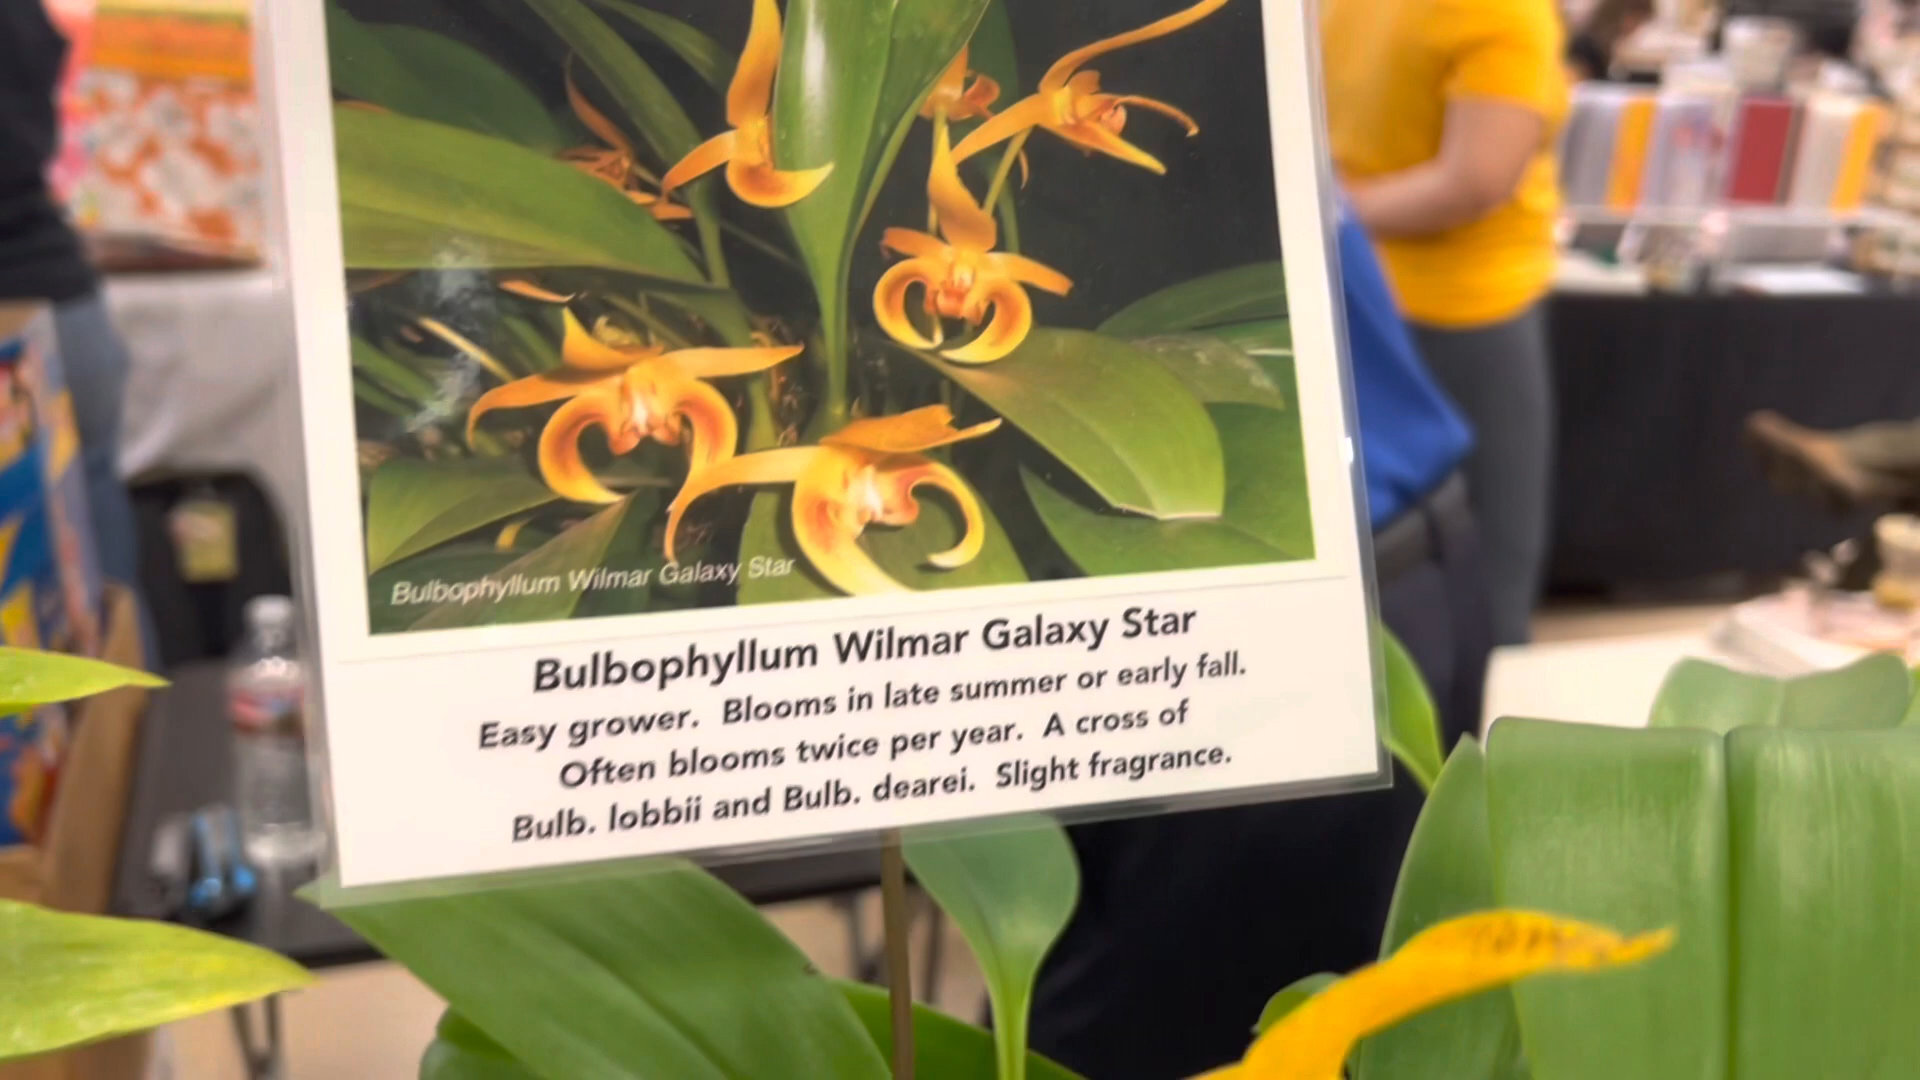 Bulbophyllum Wilmar Galaxy Star
Bulbophyllum Wilmar Galaxy Star
Easy grower. Blooms in late summer or early fall.
Often blooms twice per year. A cross of
Bulb. lobbii and Bulb. dearei. Slight fragrance.